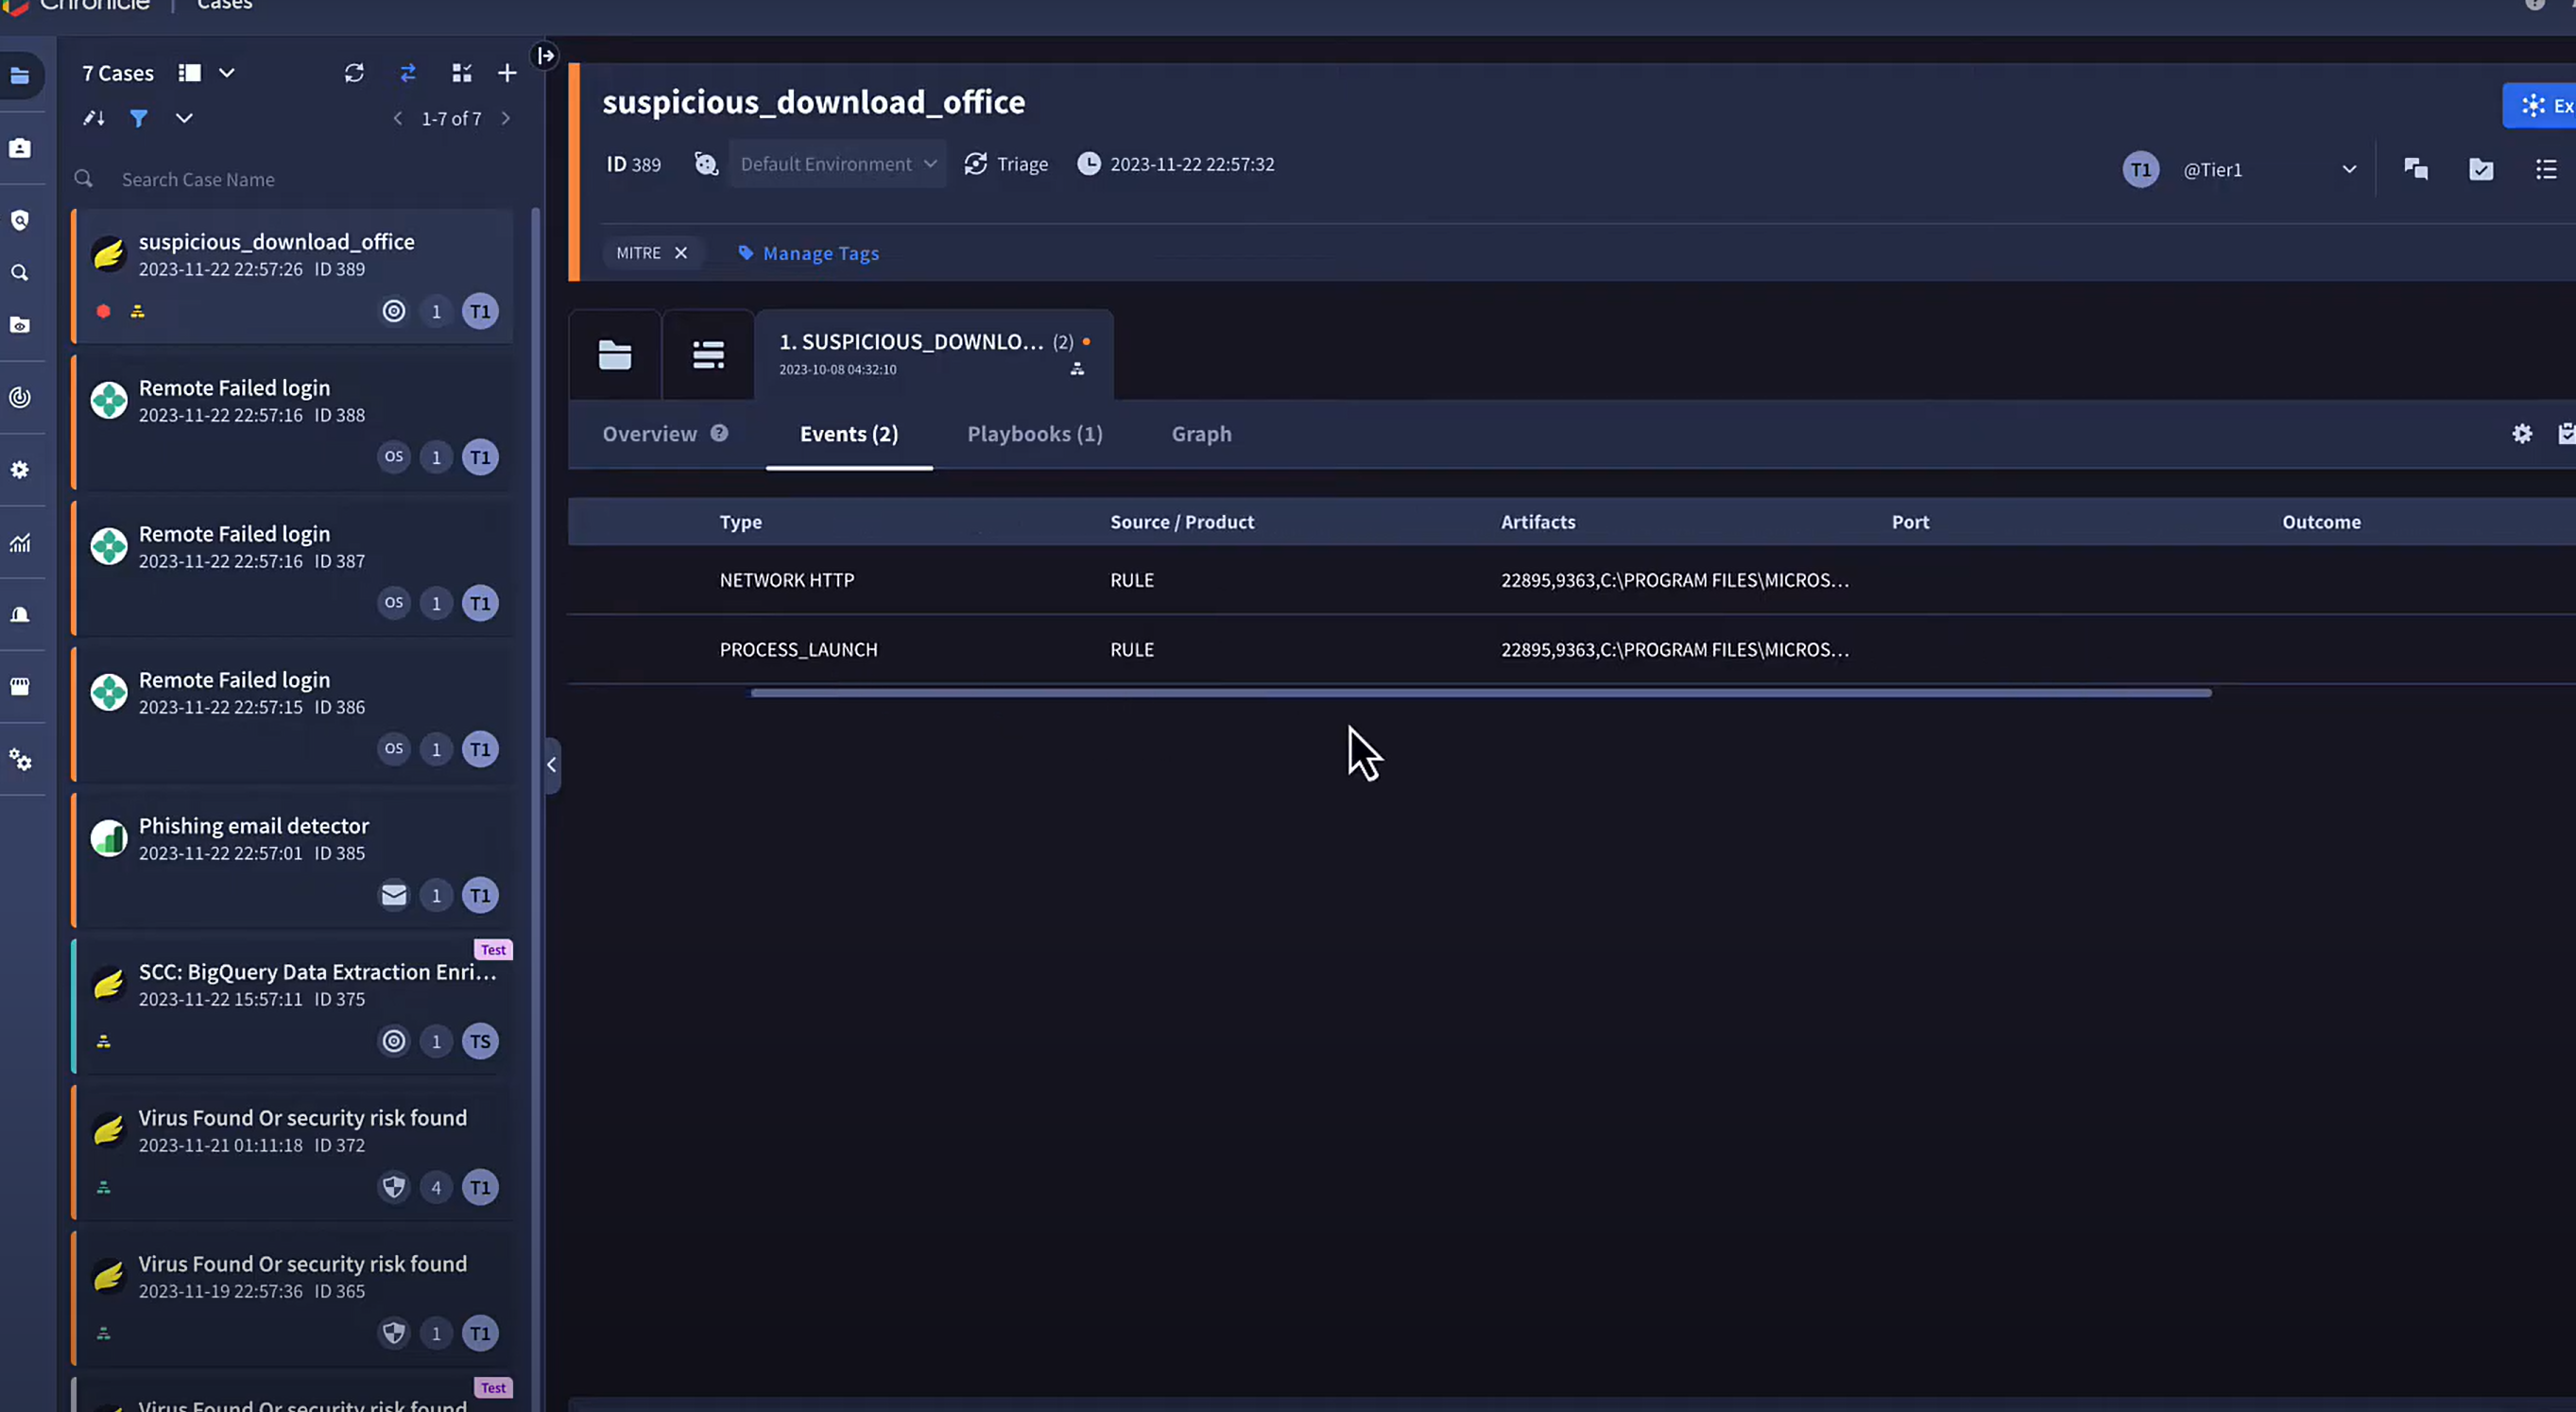 Chronicle | Cases
7 Cases
1-7 of 7
Search Case Name
suspicious_download_office
2023-11-22 22:57:26 ID 389
1 T1
Remote Failed login
2023-11-22 22:57:16 ID 388
OS 1 T1
Remote Failed login
2023-11-22 22:57:16 ID 387
OS 1 T1
Remote Failed login
2023-11-22 22:57:15 ID 386
OS 1 T1
Phishing email detector
2023-11-22 22:57:01 ID 385
1 T1
Test
SCC: BigQuery Data Extraction Enri...
2023-11-22 15:57:11 ID 375
1 TS
Virus Found Or security risk found
2023-11-21 01:11:18 ID 372
4 T1
Virus Found Or security risk found
2023-11-19 22:57:36 ID 365
1 T1
Test
Virus Found Or security risk found
suspicious_download_office
Ex
ID 389 Default Environment Triage 2023-11-22 22:57:32
T1 @Tier1
MITRE Manage Tags
1. SUSPICIOUS_DOWNLO... (2)
2023-10-08 04:32:10
Overview Events (2) Playbooks (1) Graph
Type Source / Product Artifacts Port Outcome
NETWORK HTTP RULE 22895,9363,C:\PROGRAM FILES\MICROS...
PROCESS_LAUNCH RULE 22895,9363,C:\PROGRAM FILES\MICROS...